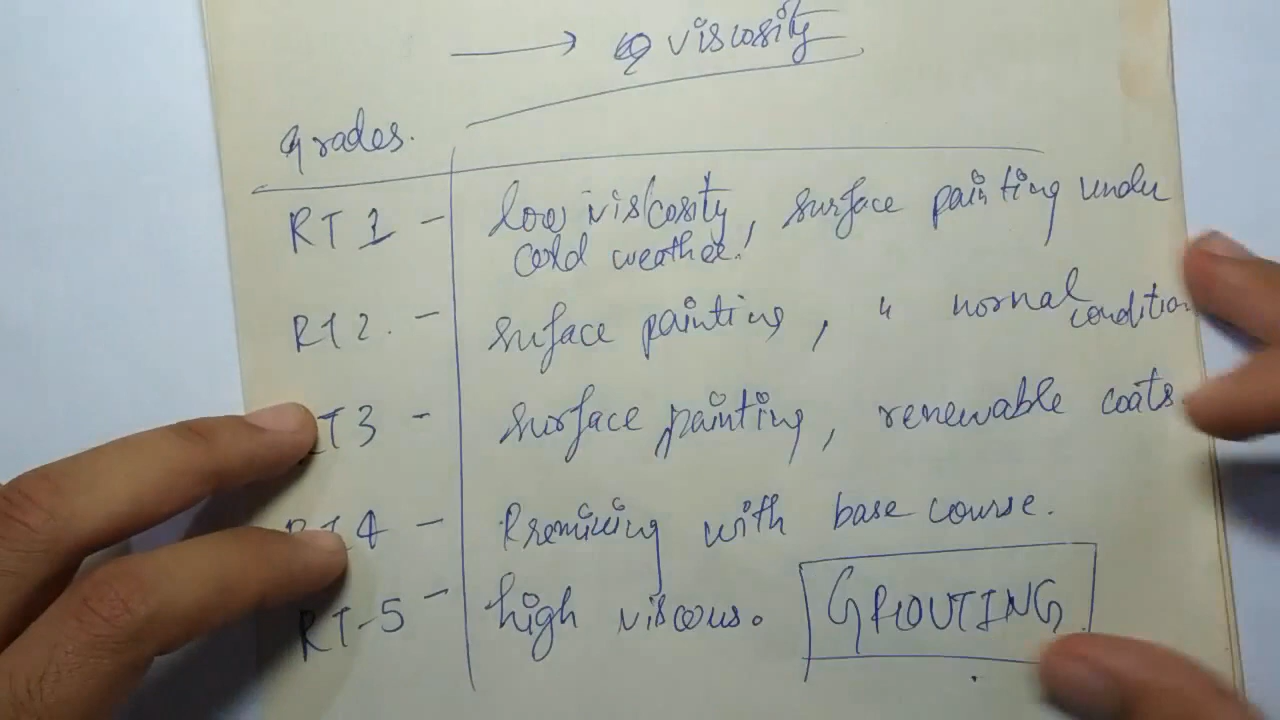 → viscosity
Grades.
RT 1 - low viscosity, surface painting under
cold weather.
RT 2. - surface painting, " normal
condition
T3 - surface painting, renewable coats.
RT 4 - Premixing with base course.
RT-5 - high viscous. GROUTING